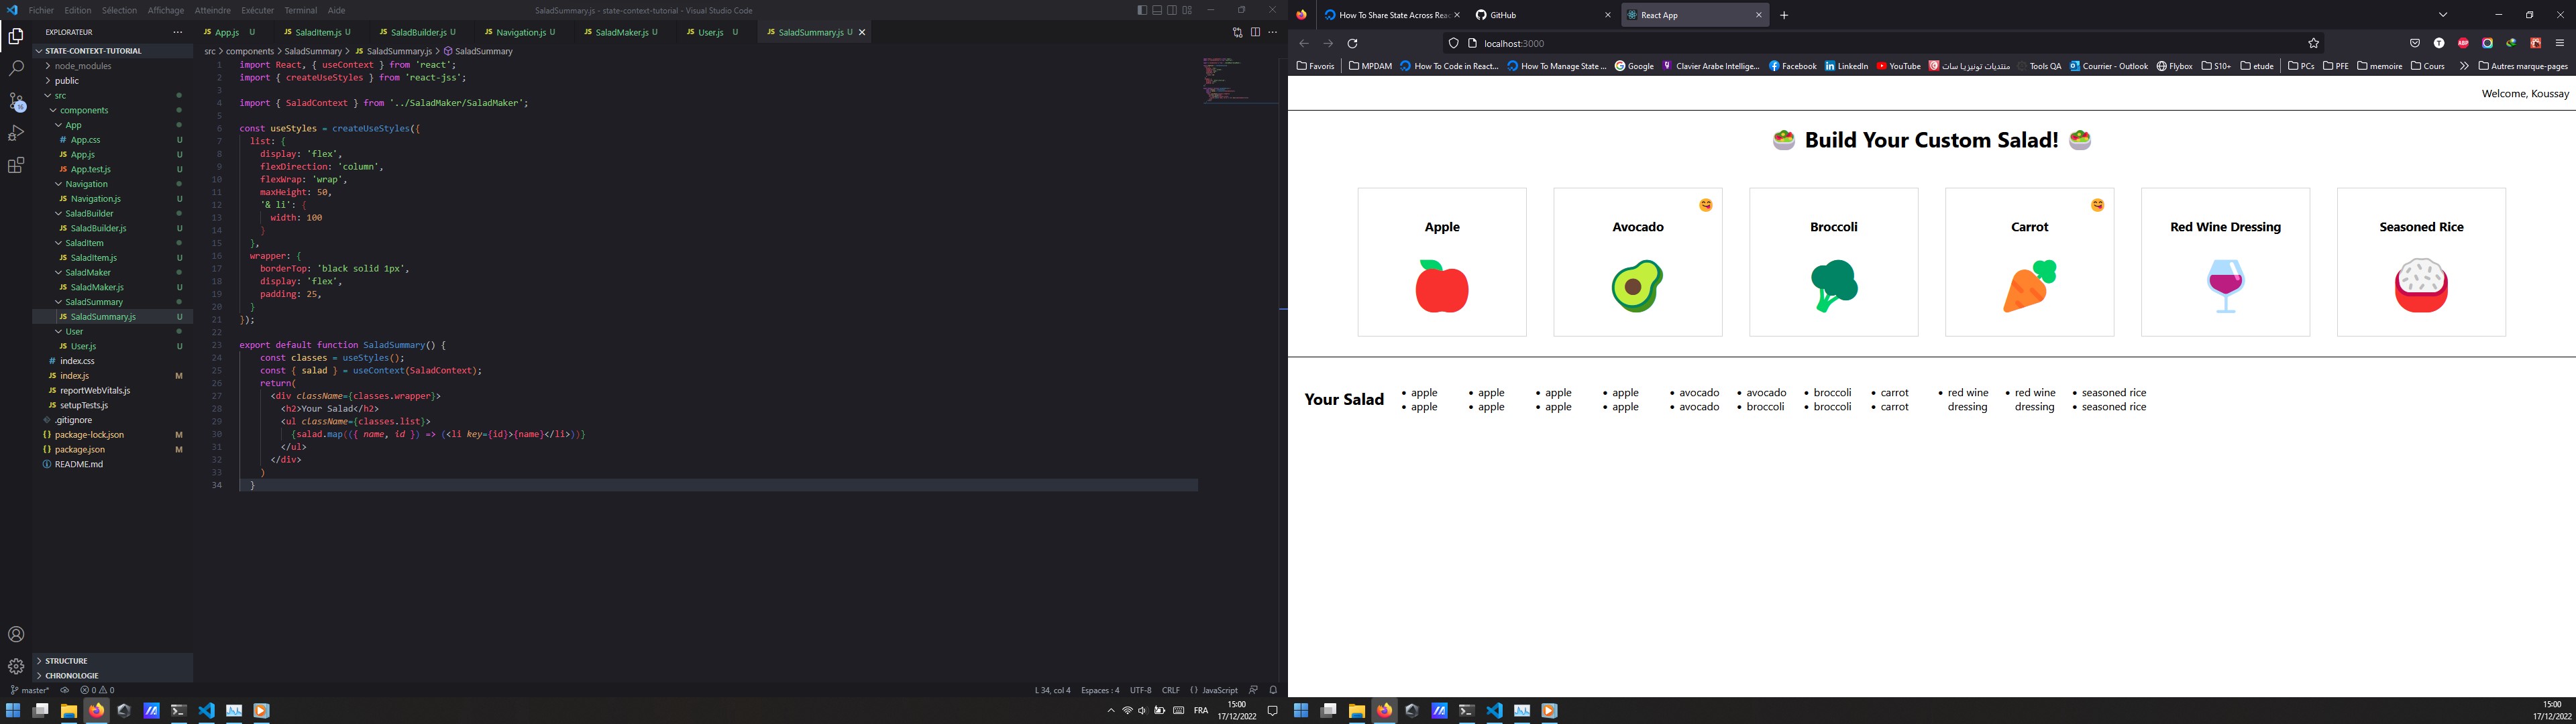 Fichier Edition Sélection Affichage Atteindre Exécuter Terminal Aide
SaladSummary.js - state-context-tutorial - Visual Studio Code
EXPLORATEUR
STATE-CONTEXT-TUTORIAL
node_modules
public
src
components
App
App.css U
App.js U
App.test.js U
Navigation
Navigation.js U
SaladBuilder
SaladBuilder.js U
SaladItem
SaladItem.js U
SaladMaker
SaladMaker.js U
SaladSummary
SaladSummary.js U
User
User.js U
index.css
index.js M
reportWebVitals.js
setupTests.js
.gitignore
package-lock.json M
package.json M
README.md
STRUCTURE
CHRONOLOGIE
App.js U SaladItem.js U SaladBuilder.js U Navigation.js U SaladMaker.js U User.js U SaladSummary.js U
src > components > SaladSummary > SaladSummary.js > SaladSummary
1 import React, { useContext } from 'react';
2 import { createUseStyles } from 'react-jss';
3
4 import { SaladContext } from '../SaladMaker/SaladMaker';
5
6 const useStyles = createUseStyles({
7 list: {
8 display: 'flex',
9 flexDirection: 'column',
10 flexWrap: 'wrap',
11 maxHeight: 50,
12 '& li': {
13 width: 100
14 }
15 },
16 wrapper: {
17 borderTop: 'black solid 1px',
18 display: 'flex',
19 padding: 25,
20 }
21 });
22
23 export default function SaladSummary() {
24 const classes = useStyles();
25 const { salad } = useContext(SaladContext);
26 return(
27 <div className={classes.wrapper}>
28 <h2>Your Salad</h2>
29 <ul className={classes.list}>
30 {salad.map(({ name, id }) => (<li key={id}>{name}</li>))}
31 </ul>
32 </div>
33 )
34 }
master* 0 0
L 34, col 4 Espaces : 4 UTF-8 CRLF {} JavaScript
FRA
15:00
17/12/2022
How To Share State Across Rea GitHub React App
localhost:3000
Favoris MPDAM How To Code in React... How To Manage State ... Google Clavier Arabe Intellige... Facebook LinkedIn YouTube منتديات تونيزيـا سات Tools QA Courrier - Outlook Flybox S10+ etude PCs PFE memoire Cours Autres marque-pages
Welcome, Koussay
Build Your Custom Salad!
Apple Avocado Broccoli Carrot Red Wine Dressing Seasoned Rice
Your Salad
apple
apple
apple
apple
apple
apple
apple
apple
avocado
avocado
avocado
broccoli
broccoli
broccoli
carrot
carrot
red wine
dressing
red wine
dressing
seasoned rice
seasoned rice
15:00
17/12/2022